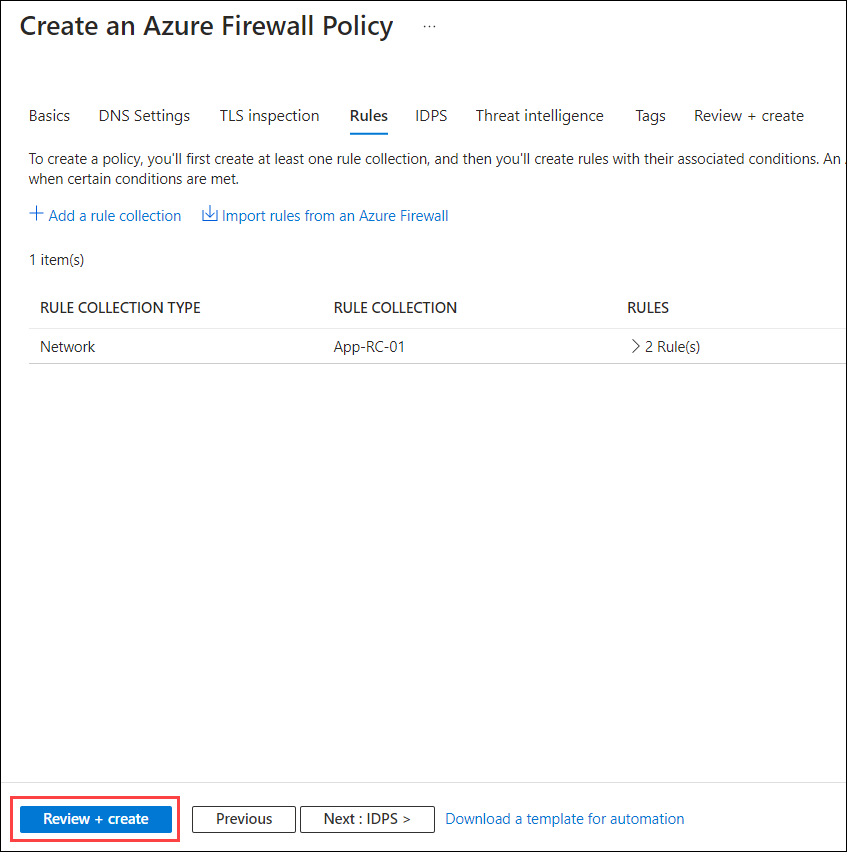 Create an Azure Firewall Policy ...
Basics DNS Settings TLS inspection Rules IDPS Threat intelligence Tags Review + create
To create a policy, you'll first create at least one rule collection, and then you'll create rules with their associated conditions. An
when certain conditions are met.
+ Add a rule collection Import rules from an Azure Firewall
1 item(s)
RULE COLLECTION TYPE RULE COLLECTION RULES
Network App-RC-01 > 2 Rule(s)
Review + create Previous Next : IDPS > Download a template for automation